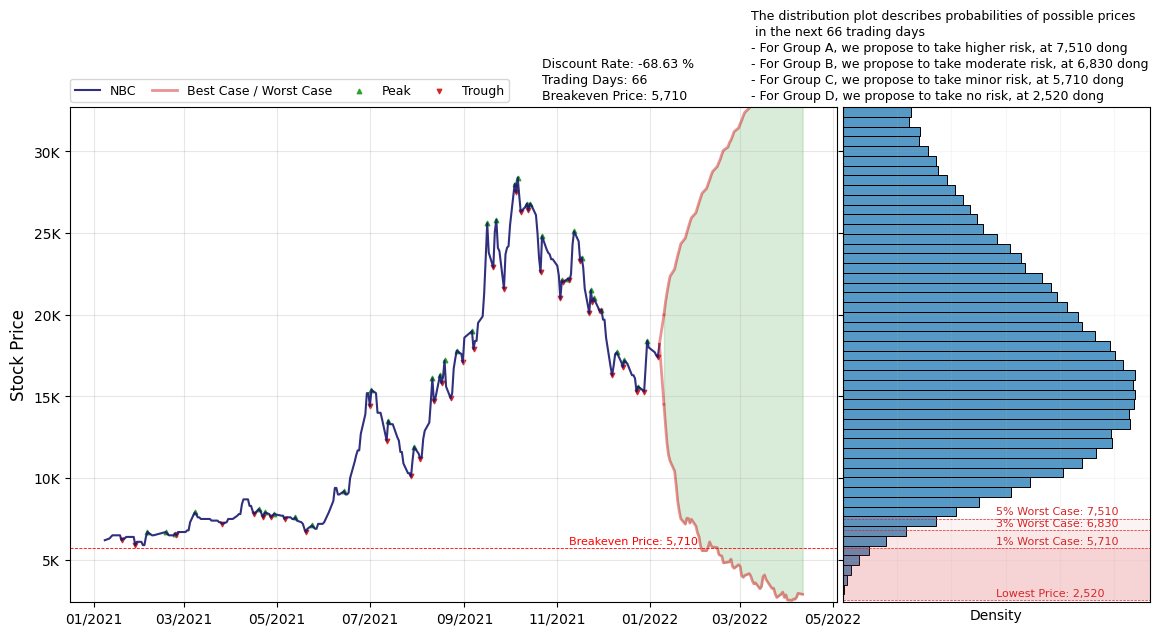 The distribution plot describes probabilities of possible prices
in the next 66 trading days
- For Group A, we propose to take higher risk, at 7,510 dong
- For Group B, we propose to take moderate risk, at 6,830 dong
- For Group C, we propose to take minor risk, at 5,710 dong
- For Group D, we propose to take no risk, at 2,520 dong
Discount Rate: -68.63 %
Trading Days: 66
Breakeven Price: 5,710
NBC
Best Case / Worst Case
Peak
Trough
Stock Price
30K
25K
20K
15K
10K
5K
Breakeven Price: 5,710
5% Worst Case: 7,510
3% Worst Case: 6,830
1% Worst Case: 5,710
Lowest Price: 2,520
01/2021
03/2021
05/2021
07/2021
09/2021
11/2021
01/2022
03/2022
05/2022
Density